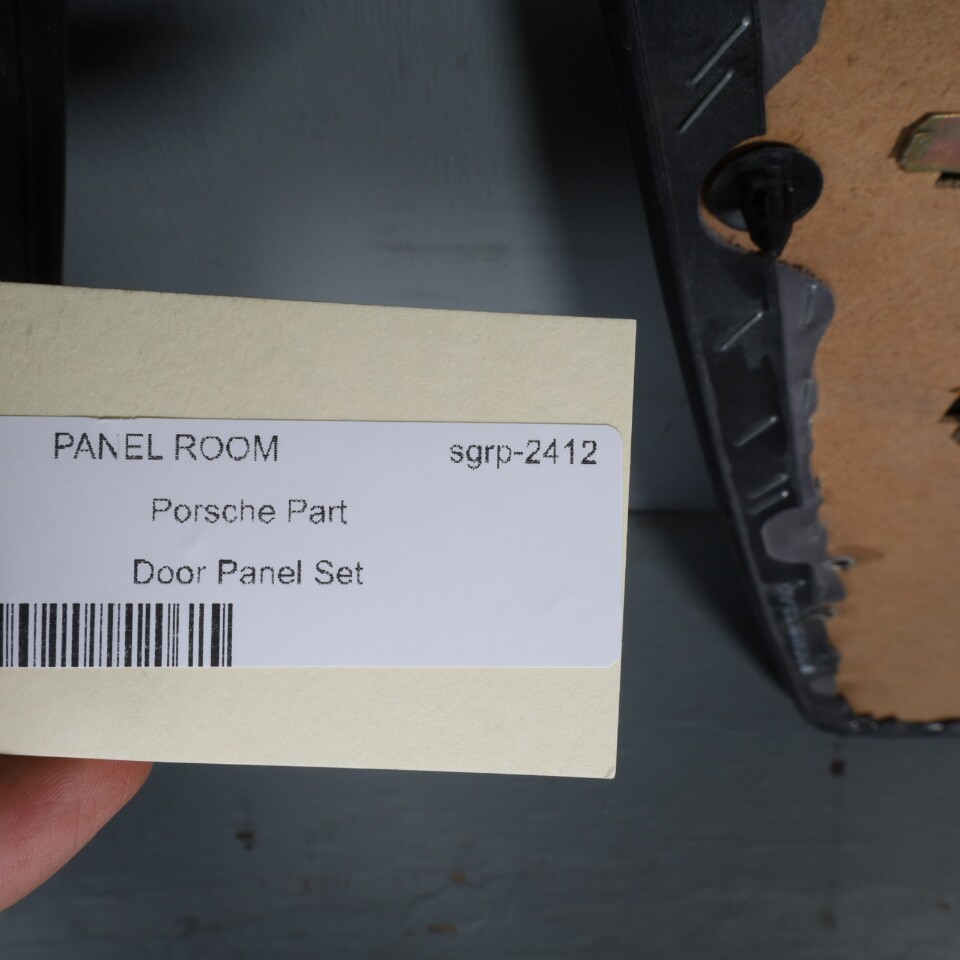 PANEL ROOM sgrp-2412
Porsche Part
Door Panel Set